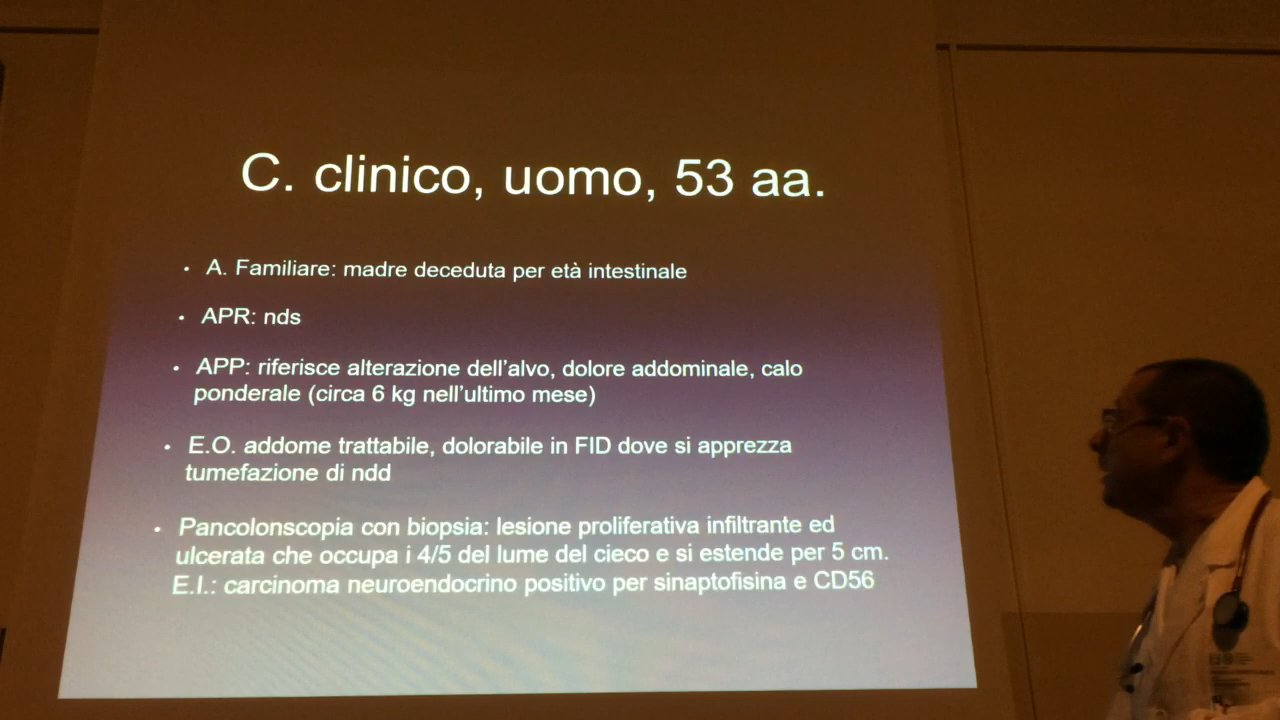 C. clinico, uomo, 53 aa.
• A. Familiare: madre deceduta per età intestinale
• APR: nds
• APP: riferisce alterazione dell'alvo, dolore addominale, calo
ponderale (circa 6 kg nell'ultimo mese)
• E.O. addome trattabile, dolorabile in FID dove si apprezza
tumefazione di ndd
• Pancolonscopia con biopsia: lesione proliferativa infiltrante ed
ulcerata che occupa i 4/5 del lume del cieco e si estende per 5 cm.
E.I.: carcinoma neuroendocrino positivo per sinaptofisina e CD56